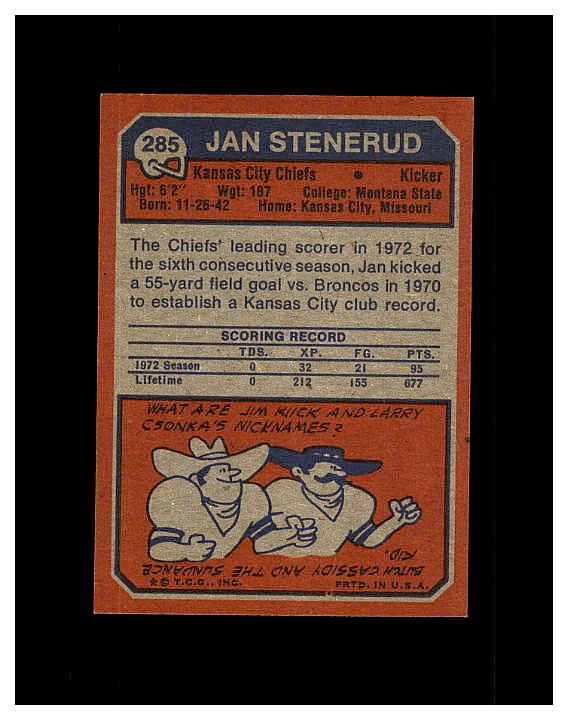 285 JAN STENERUD
Kansas City Chiefs • Kicker
Hgt: 6'2" Wgt: 187 College: Montana State
Born: 11-26-42 Home: Kansas City, Missouri
The Chiefs' leading scorer in 1972 for
the sixth consecutive season, Jan kicked
a 55-yard field goal vs. Broncos in 1970
to establish a Kansas City club record.
SCORING RECORD
TDS. XP. FG. PTS.
1972 Season 0 32 21 95
Lifetime 0 212 155 677
WHAT ARE JIM KIICK AND LARRY
CSONKA'S NICKNAMES?
BUTCH CASSIDY AND THE SUNDANCE
KID.
★ © T.C.G., INC. PRTD. IN U.S.A.